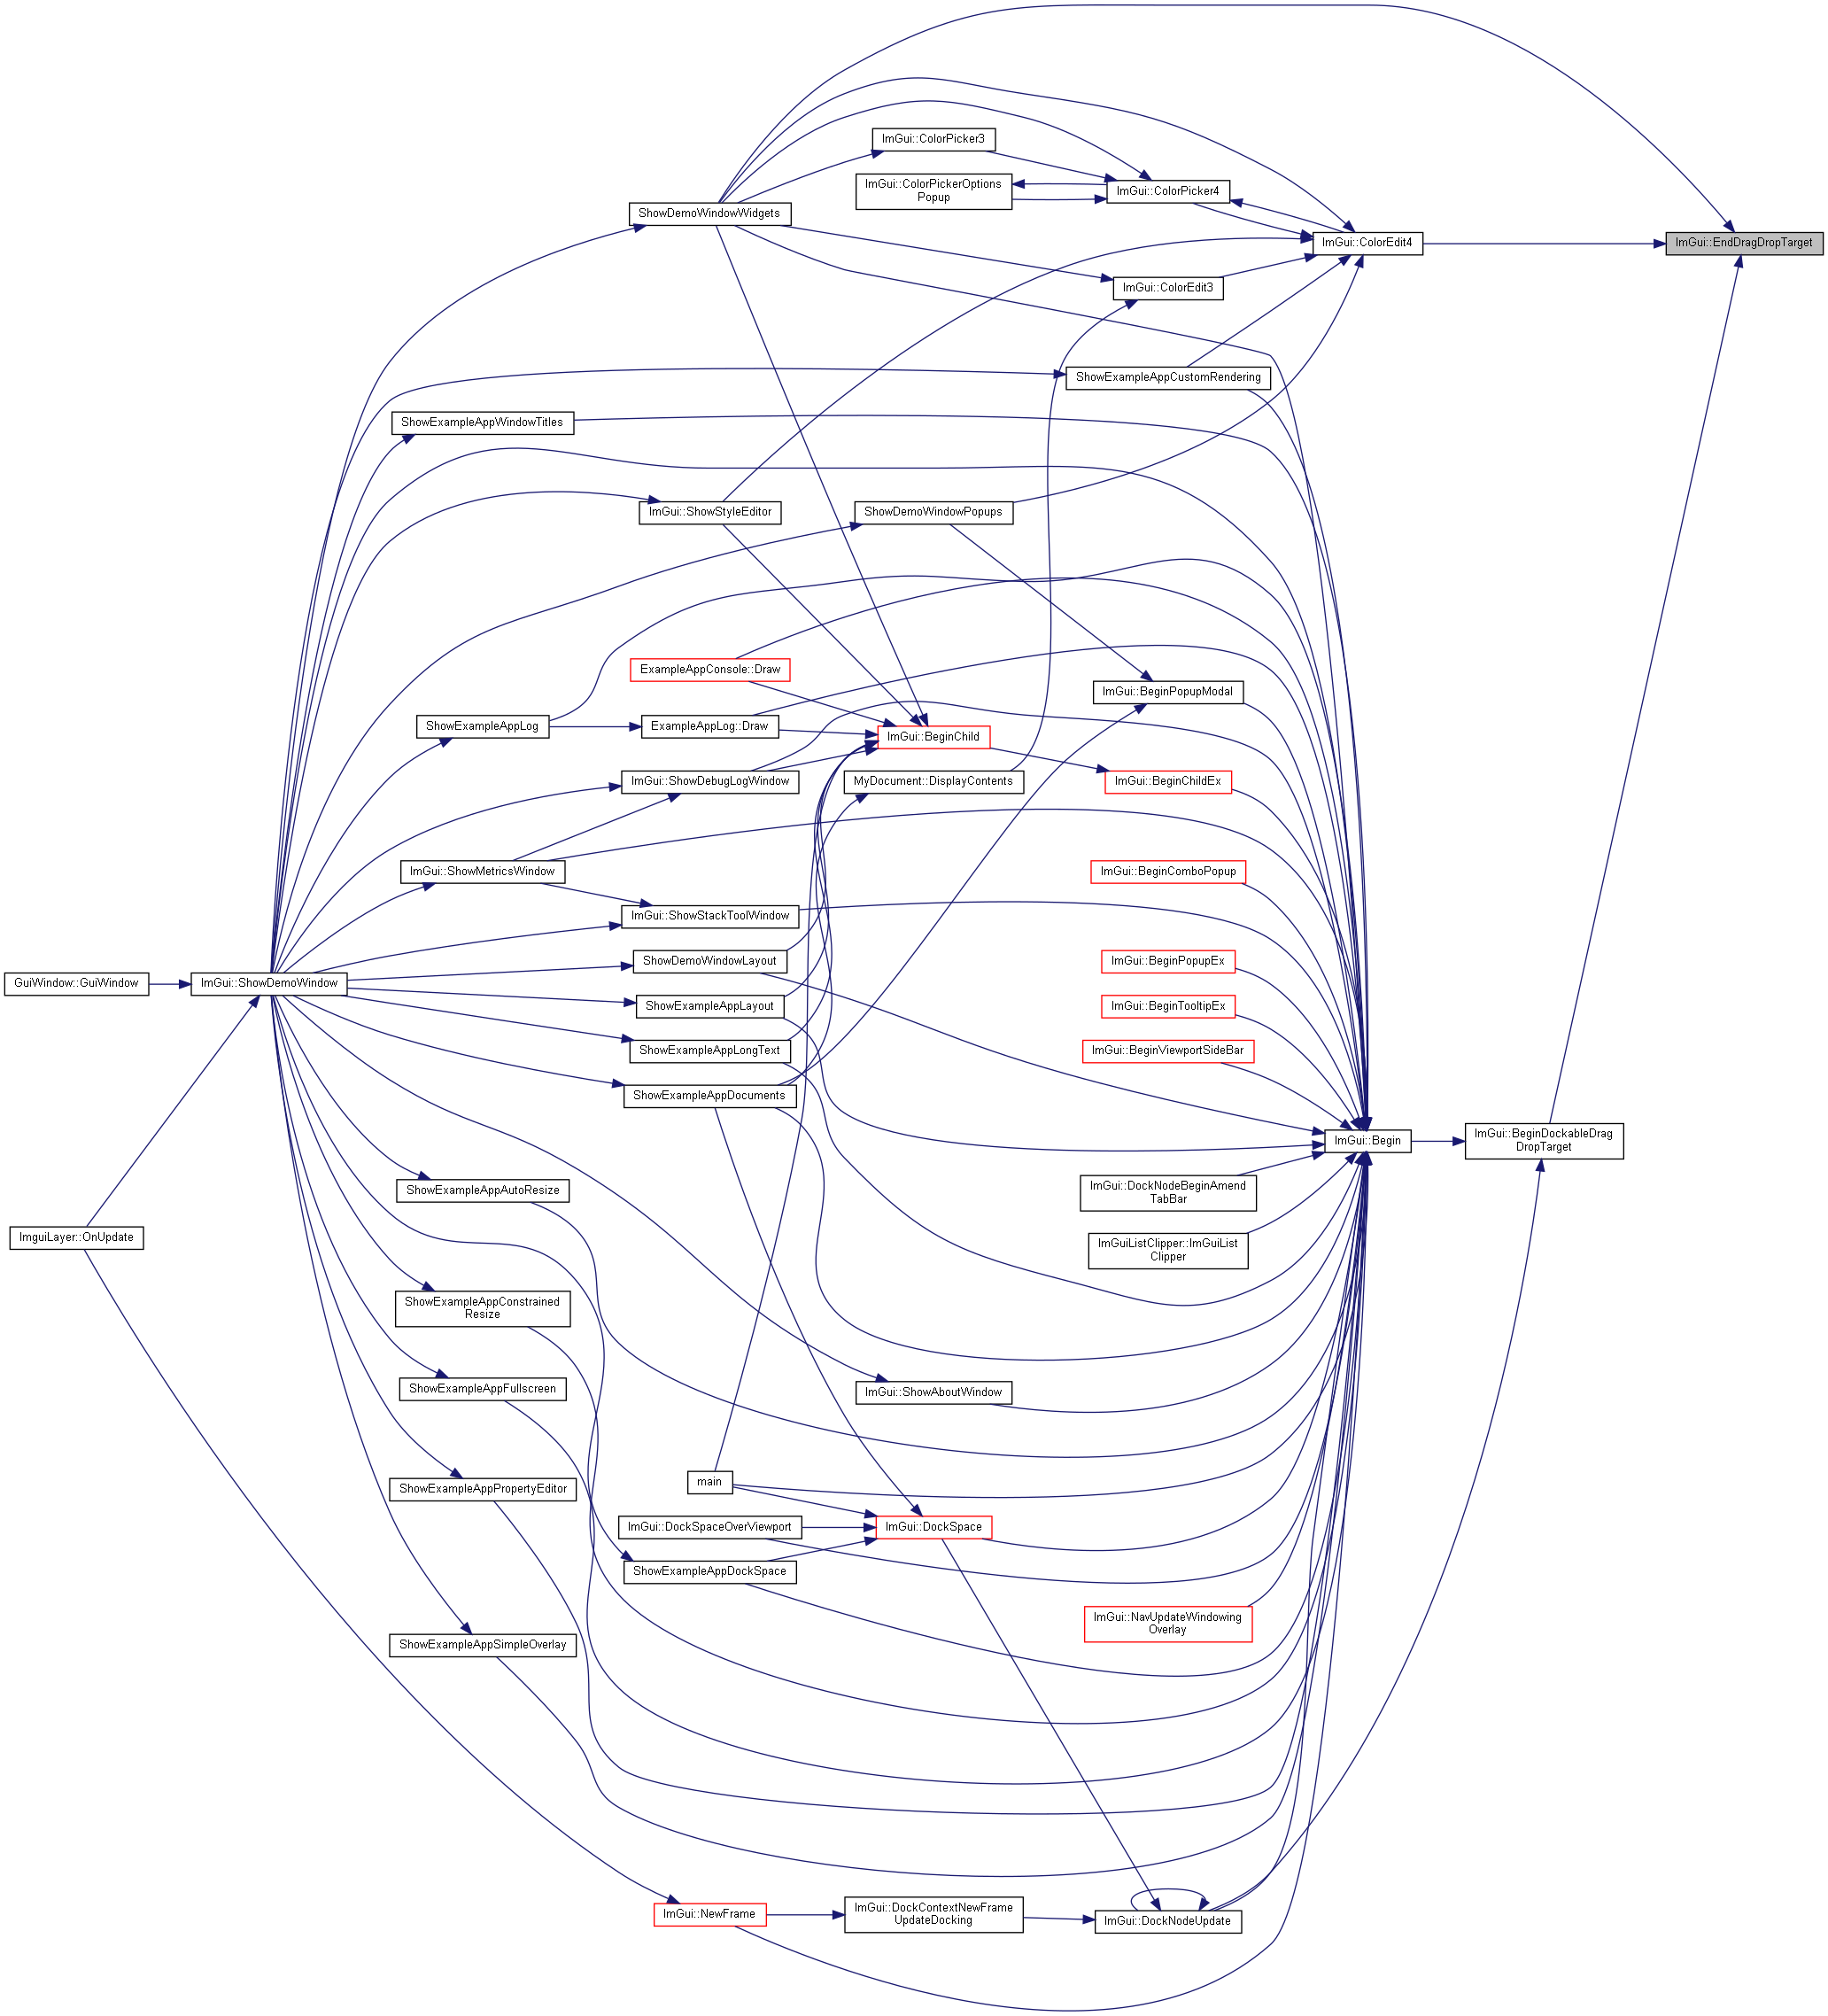 ImGui::ColorPicker3
ImGui::ColorPickerOptions
Popup
ImGui::ColorPicker4
ShowDemoWindowWidgets
ImGui::ColorEdit4
ImGui::EndDragDropTarget
ImGui::ColorEdit3
ShowExampleAppCustomRendering
ShowExampleAppWindowTitles
ImGui::ShowStyleEditor
ShowDemoWindowPopups
ExampleAppConsole::Draw
ImGui::BeginPopupModal
ShowExampleAppLog
ExampleAppLog::Draw
ImGui::BeginChild
ImGui::ShowDebugLogWindow
MyDocument::DisplayContents
ImGui::BeginChildEx
ImGui::ShowMetricsWindow
ImGui::BeginComboPopup
ImGui::ShowStackToolWindow
ShowDemoWindowLayout
ImGui::BeginPopupEx
GuiWindow::GuiWindow
ImGui::ShowDemoWindow
ShowExampleAppLayout
ImGui::BeginTooltipEx
ShowExampleAppLongText
ImGui::BeginViewportSideBar
ShowExampleAppDocuments
ImGui::Begin
ImGui::BeginDockableDrag
DropTarget
ShowExampleAppAutoResize
ImGui::DockNodeBeginAmend
TabBar
ImguiLayer::OnUpdate
ImGuiListClipper::ImGuiList
Clipper
ShowExampleAppConstrained
Resize
ShowExampleAppFullscreen
ImGui::ShowAboutWindow
main
ShowExampleAppPropertyEditor
ImGui::DockSpaceOverViewport
ImGui::DockSpace
ShowExampleAppDockSpace
ImGui::NavUpdateWindowing
Overlay
ShowExampleAppSimpleOverlay
ImGui::NewFrame
ImGui::DockContextNewFrame
UpdateDocking
ImGui::DockNodeUpdate